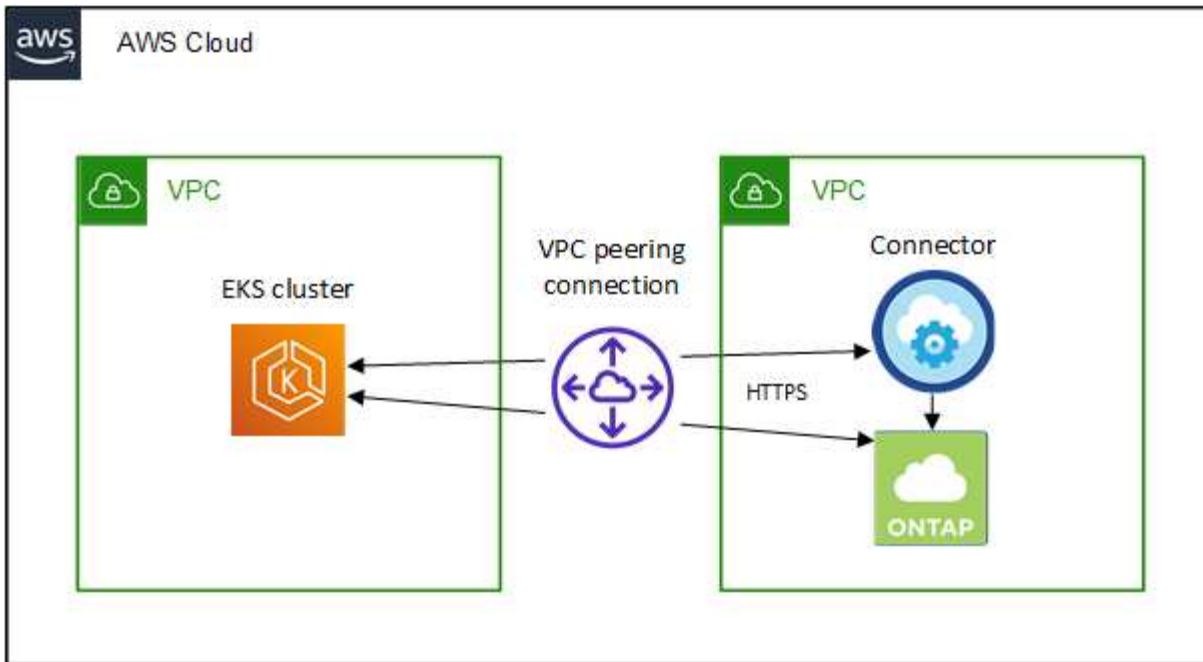 aws
AWS Cloud
VPC
VPC
Connector
VPC peering
connection
EKS cluster
K
HTTPS
ONTAP